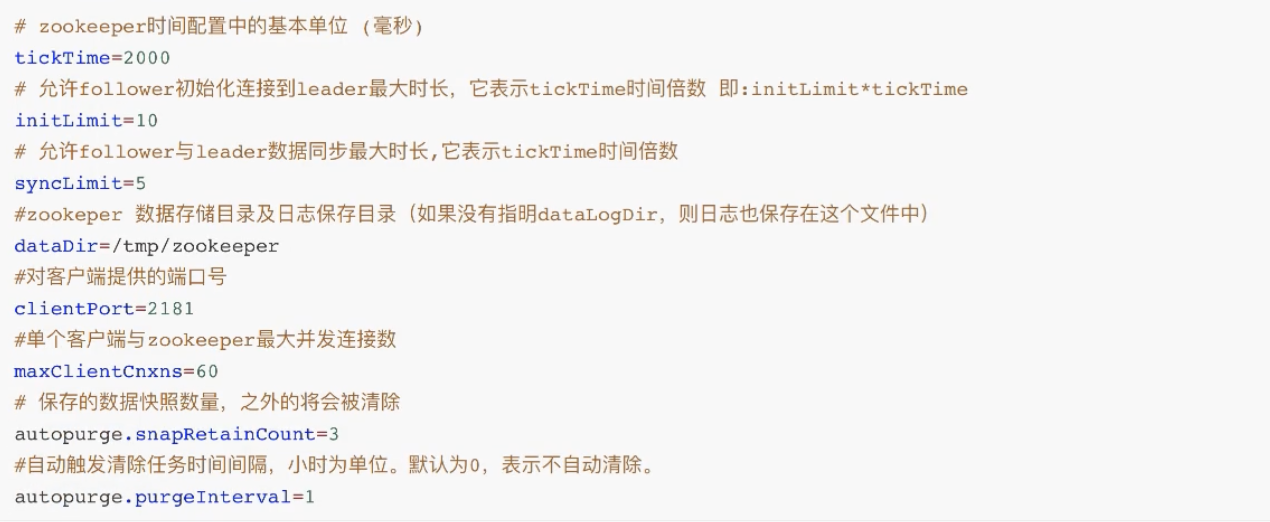 # zookeeper时间配置中的基本单位 (毫秒)
tickTime=2000
# 允许follower初始化连接到leader最大时长，它表示tickTime时间倍数 即:initLimit*tickTime
initLimit=10
# 允许follower与leader数据同步最大时长,它表示tickTime时间倍数
syncLimit=5
#zookeper 数据存储目录及日志保存目录（如果没有指明dataLogDir，则日志也保存在这个文件中）
dataDir=/tmp/zookeeper
#对客户端提供的端口号
clientPort=2181
#单个客户端与zookeeper最大并发连接数
maxClientCnxns=60
# 保存的数据快照数量，之外的将会被清除
autopurge.snapRetainCount=3
#自动触发清除任务时间间隔，小时为单位。默认为0，表示不自动清除。
autopurge.purgeInterval=1